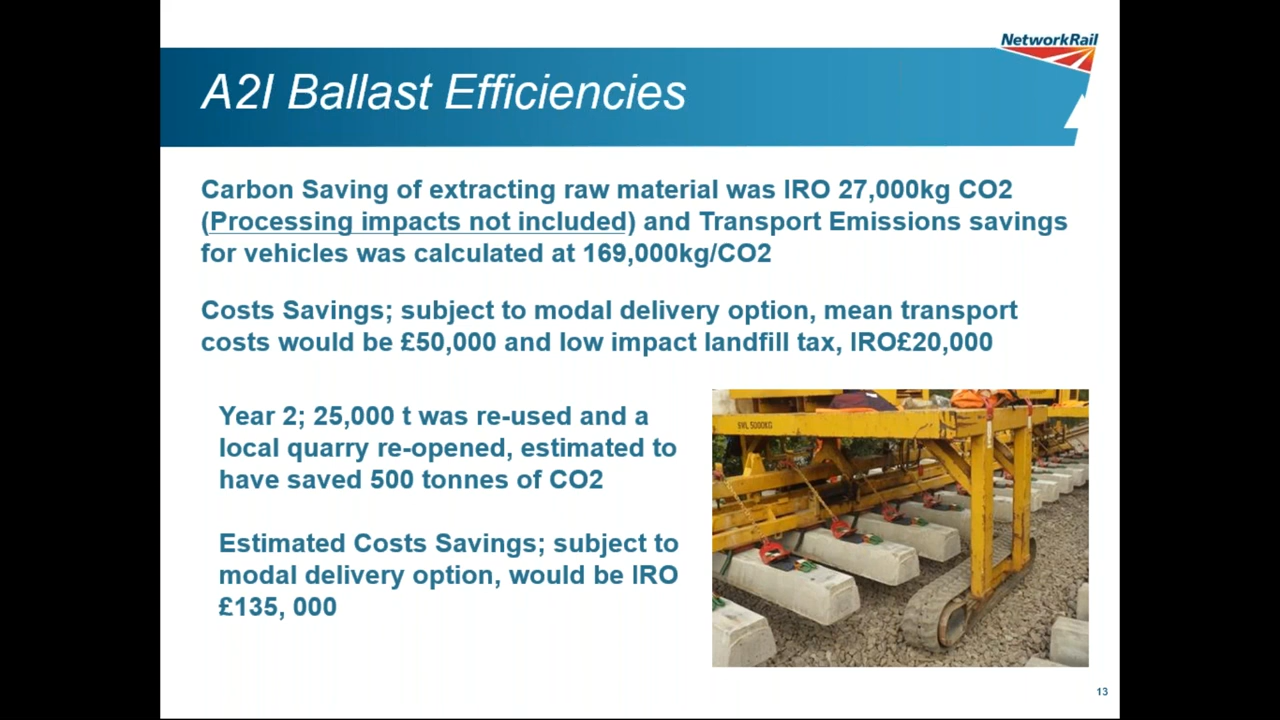 NetworkRail
A2I Ballast Efficiencies
Carbon Saving of extracting raw material was IRO 27,000kg CO2
(Processing impacts not included) and Transport Emissions savings
for vehicles was calculated at 169,000kg/CO2
Costs Savings; subject to modal delivery option, mean transport
costs would be £50,000 and low impact landfill tax, IRO£20,000
Year 2; 25,000 t was re-used and a
local quarry re-opened, estimated to
have saved 500 tonnes of CO2
Estimated Costs Savings; subject to
modal delivery option, would be IRO
£135, 000
SWL 5000KG
13